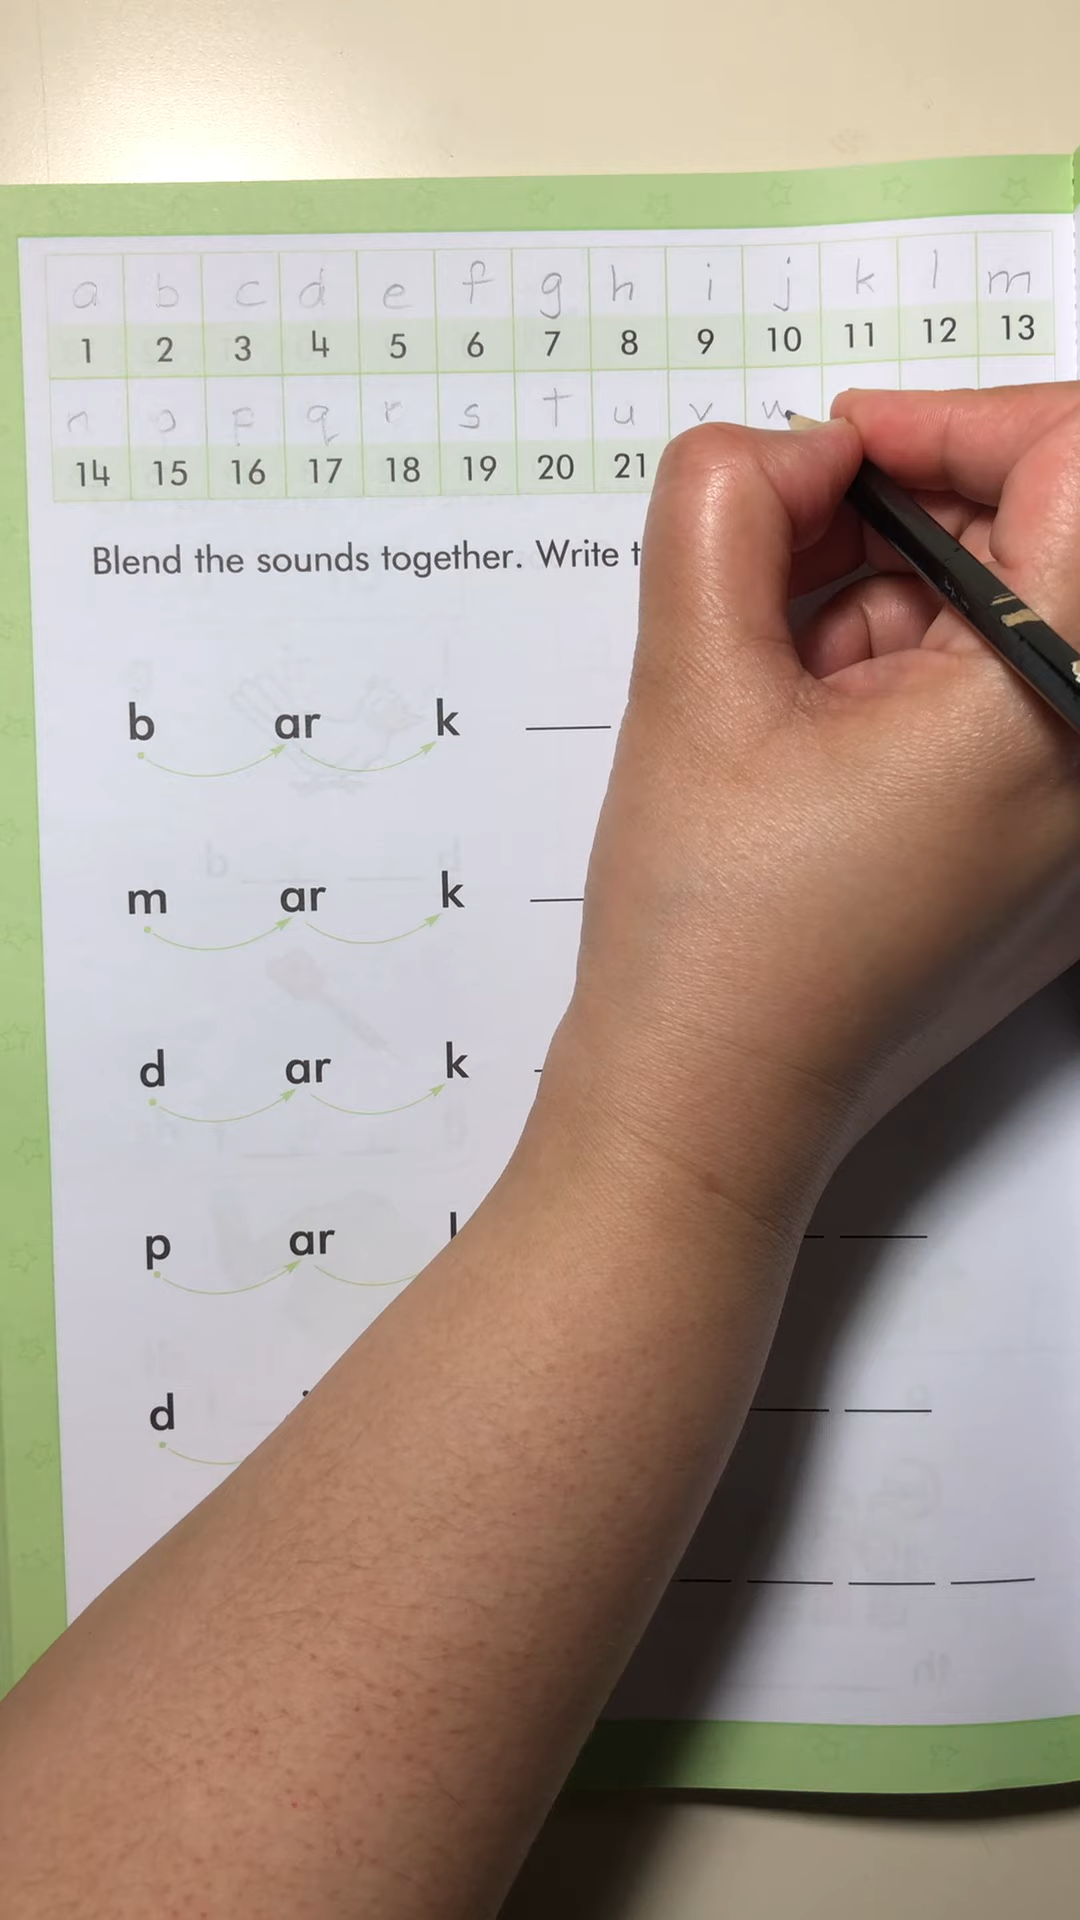 a b c d e f g h i j k l m
1 2 3 4 5 6 7 8 9 10 11 12 13
n o p q r s t u v w
14 15 16 17 18 19 20 21
Blend the sounds together. Write
b ar k
m ar k
d ar k
p ar
d